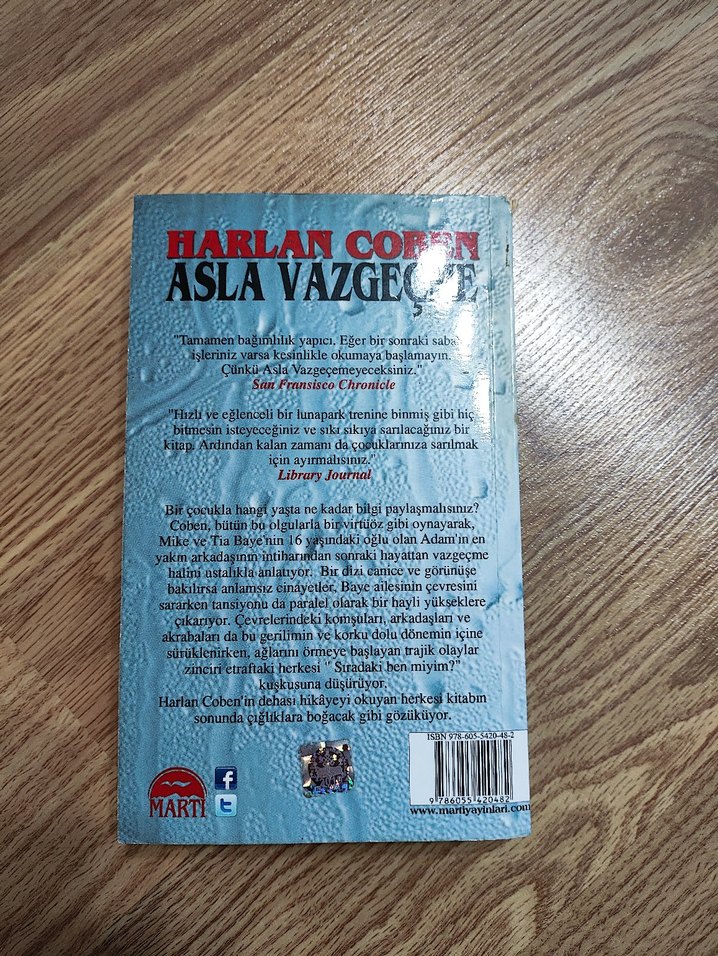 HARLAN COBEN
ASLA VAZGEÇME
"Tamamen bağımlılık yapıcı. Eğer bir sonraki
işleriniz varsa kesinlikle okumaya başlamayın.
Çünkü Asla Vazgeçemeyeceksiniz."
San Fransisco Chronicle
"Hızlı ve eğlenceli bir lunapark trenine binmiş gibi hiç
bitmesin isteyeceğiniz ve sıkı sıkıya sarılacağınız bir
kitap. Ardından kalan zamanı da çocuklarınıza sarılmak
için ayırmalısınız."
Library Journal
Bir çocukla hangi yaşta ne kadar bilgi paylaşmalısınız?
Coben, bütün bu olgularla bir virtüöz gibi oynayarak,
Mike ve Tia Baye'nin 16 yaşındaki oğlu olan Adam'ın en
yakın arkadaşının intiharından sonraki hayattan vazgeçme
halini ustalıkla anlatıyor. Bir dizi canice ve görünüşe
bakılırsa anlamsız cinayetler, Baye ailesinin çevresini
sararken tansiyonu da paralel olarak bir hayli yükseklere
çıkarıyor. Çevrelerindeki komşuları, arkadaşları ve
akrabaları da bu gerilimin ve korku dolu dönemin içine
sürüklenirken, ağlarını örmeye başlayan trajik olaylar
zinciri etraftaki herkesi " Sıradaki ben miyim?"
kuşkusuna düşürüyor.
Harlan Coben'in dehası hikâyeyi okuyan herkesi kitabın
sonunda çığlıklara boğacak gibi gözüküyor.
ISBN 978-605-5420-48-2
9 786055 420482
www.martiyayinlari.com
MARTI